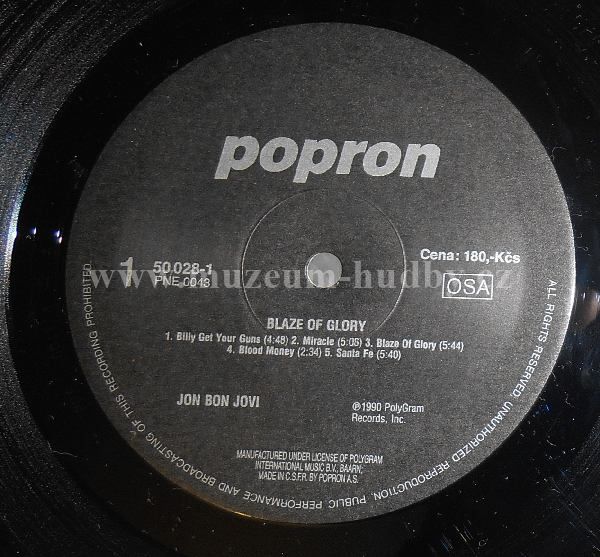 popron
1
50 028-1
PNE 0043
Cena: 180,-Kčs
OSA
www.muzeum-hudby.cz
BLAZE OF GLORY
1. Billy Get Your Guns (4:48) 2. Miracle (5:08) 3. Blaze Of Glory (5:44)
4. Blood Money (2:34) 5. Santa Fe (5:40)
JON BON JOVI
℗1990 PolyGram
Records, Inc.
MANUFACTURED UNDER LICENSE OF POLYGRAM
INTERNATIONAL MUSIC B.V., BAARN;
MADE IN C.S.F.R. BY POPRON A.S.
ALL RIGHTS RESERVED. UNAUTHORIZED REPRODUCTION, PUBLIC PERFORMANCE AND BROADCASTING OF THIS RECORDING PROHIBITED.